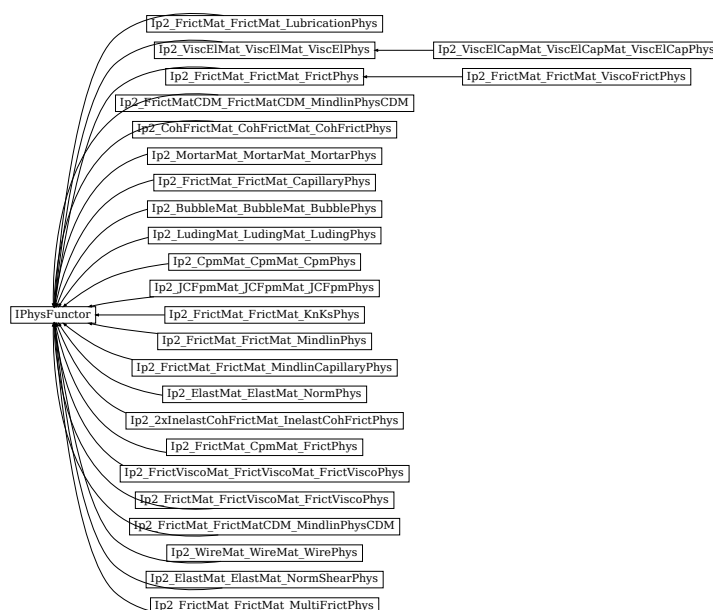 Ip2_FrictMat_FrictMat_LubricationPhys
Ip2_ViscElMat_ViscElMat_ViscElPhys
Ip2_ViscElCapMat_ViscElCapMat_ViscElCapPhys
Ip2_FrictMat_FrictMat_FrictPhys
Ip2_FrictMat_FrictMat_ViscoFrictPhys
Ip2_FrictMatCDM_FrictMatCDM_MindlinPhysCDM
Ip2_CohFrictMat_CohFrictMat_CohFrictPhys
Ip2_MortarMat_MortarMat_MortarPhys
Ip2_FrictMat_FrictMat_CapillaryPhys
Ip2_BubbleMat_BubbleMat_BubblePhys
Ip2_LudingMat_LudingMat_LudingPhys
Ip2_CpmMat_CpmMat_CpmPhys
Ip2_JCFpmMat_JCFpmMat_JCFpmPhys
IPhysFunctor
Ip2_FrictMat_FrictMat_KnKsPhys
Ip2_FrictMat_FrictMat_MindlinPhys
Ip2_FrictMat_FrictMat_MindlinCapillaryPhys
Ip2_ElastMat_ElastMat_NormPhys
Ip2_2xInelastCohFrictMat_InelastCohFrictPhys
Ip2_FrictMat_CpmMat_FrictPhys
Ip2_FrictViscoMat_FrictViscoMat_FrictViscoPhys
Ip2_FrictMat_FrictViscoMat_FrictViscoPhys
Ip2_FrictMat_FrictMatCDM_MindlinPhysCDM
Ip2_WireMat_WireMat_WirePhys
Ip2_ElastMat_ElastMat_NormShearPhys
Ip2_FrictMat_FrictMat_MultiFrictPhys